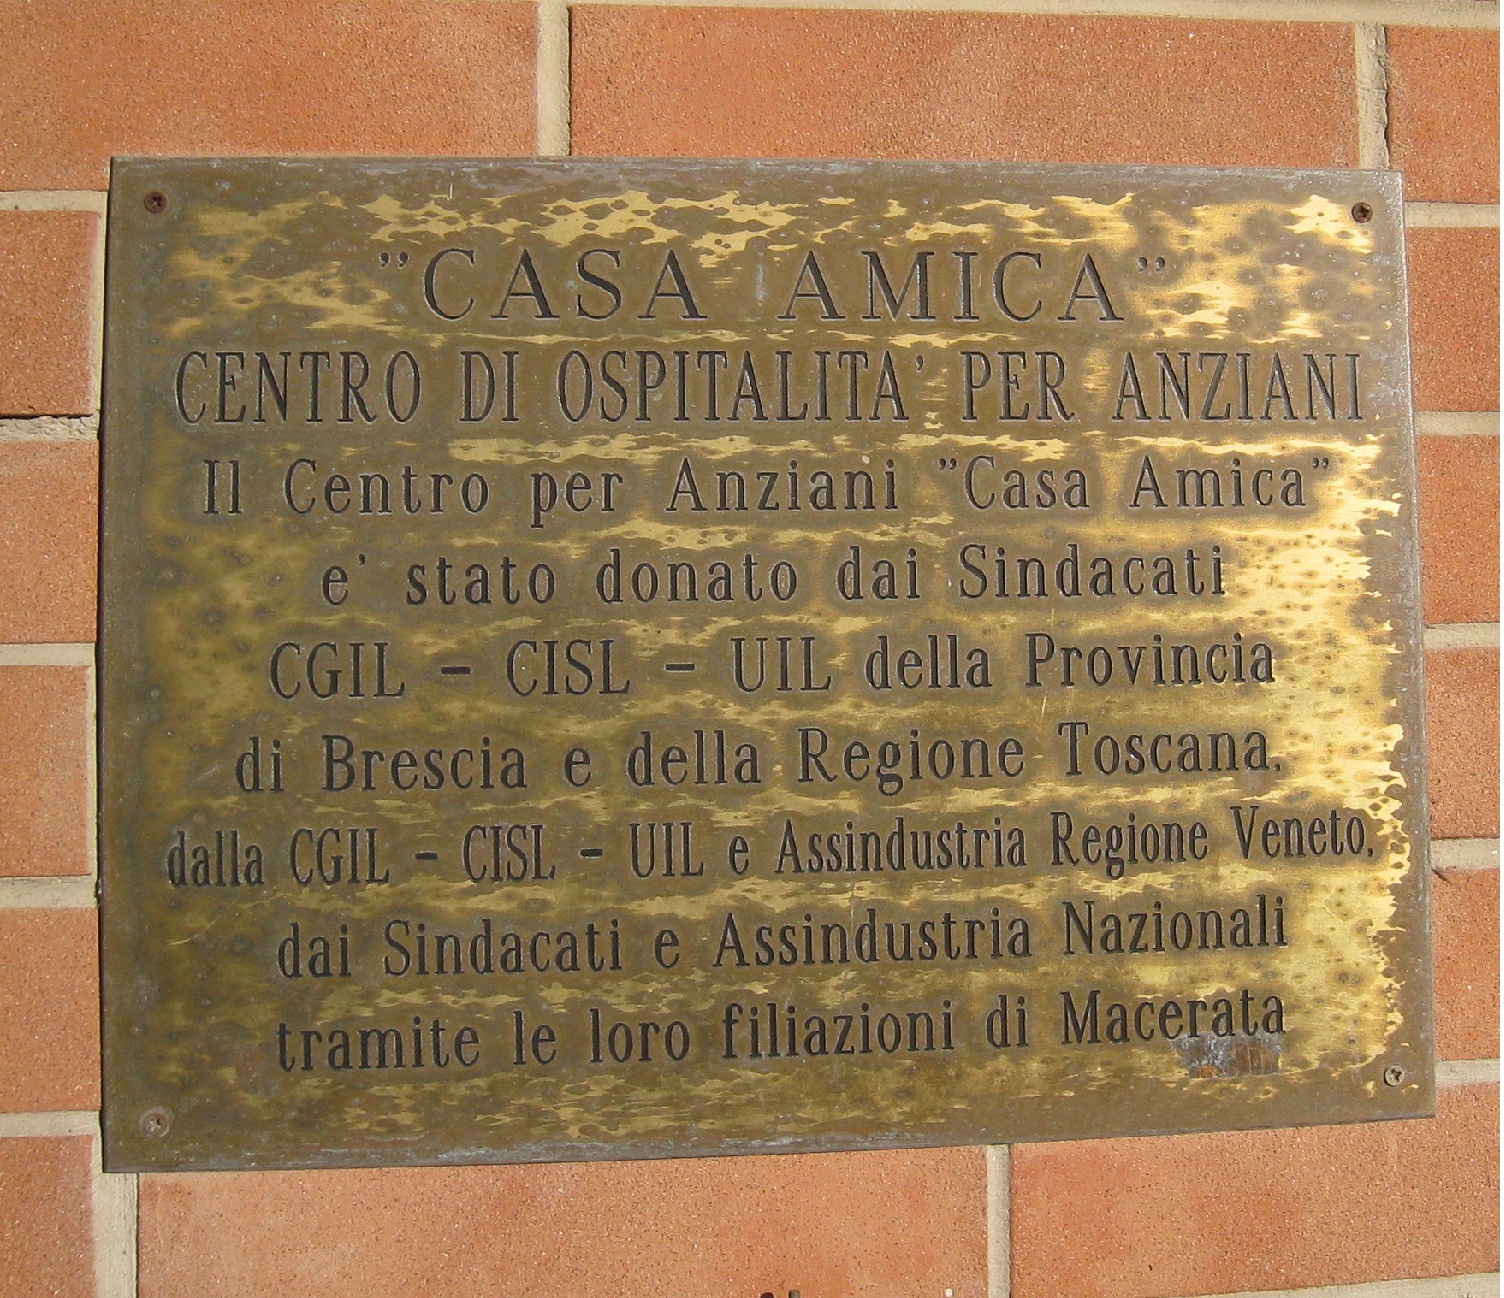 "CASA AMICA"
CENTRO DI OSPITALITA' PER ANZIANI
Il Centro per Anziani "Casa Amica"
e' stato donato dai Sindacati
CGIL - CISL - UIL della Provincia
di Brescia e della Regione Toscana,
dalla CGIL - CISL - UIL e Assindustria Regione Veneto,
dai Sindacati e Assindustria Nazionali
tramite le loro filiazioni di Macerata